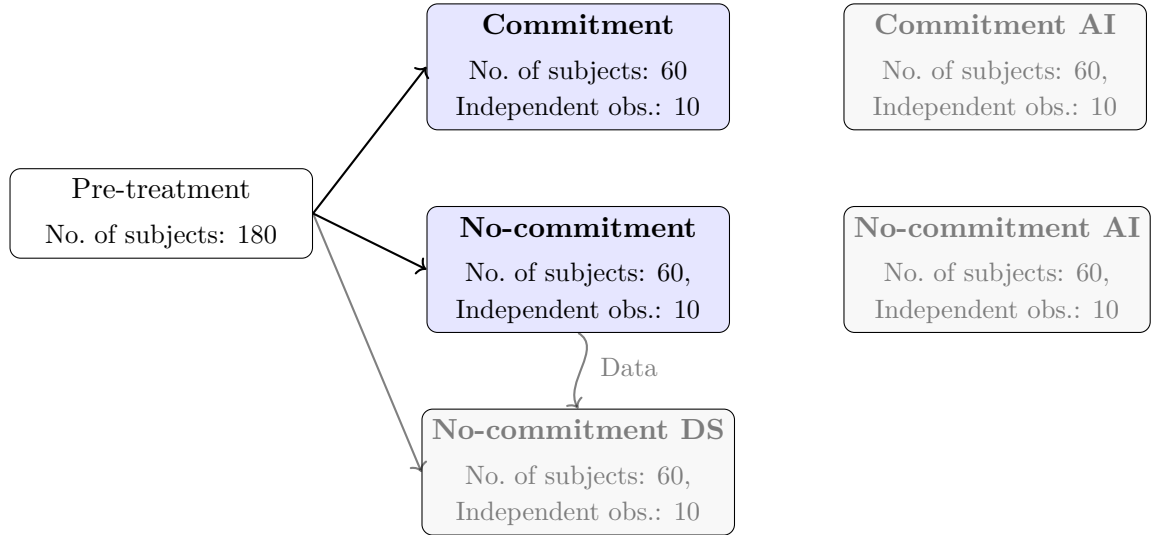 Commitment
No. of subjects: 60
Independent obs.: 10
Commitment AI
No. of subjects: 60,
Independent obs.: 10
Pre-treatment
No. of subjects: 180
No-commitment
No. of subjects: 60,
Independent obs.: 10
No-commitment AI
No. of subjects: 60,
Independent obs.: 10
Data
No-commitment DS
No. of subjects: 60,
Independent obs.: 10